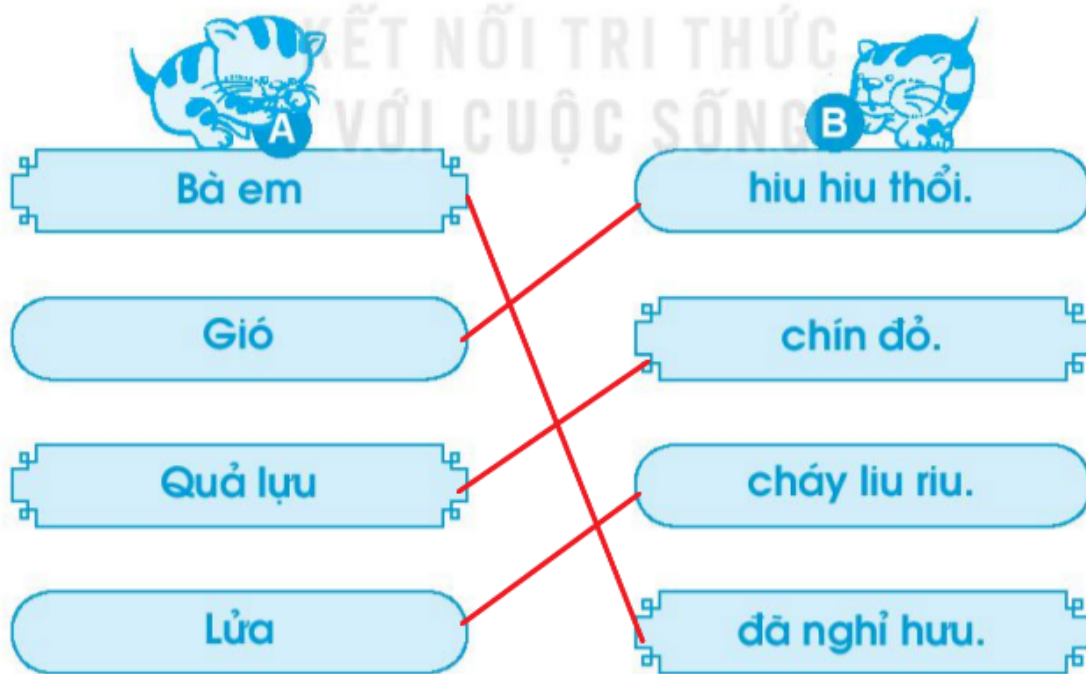 KẾT NỐI TRI THỨC
VỚI CUỘC SỐNG
A
B
Bà em
hiu hiu thổi.
Gió
chín đỏ.
Quả lựu
cháy liu riu.
Lửa
đã nghỉ hưu.